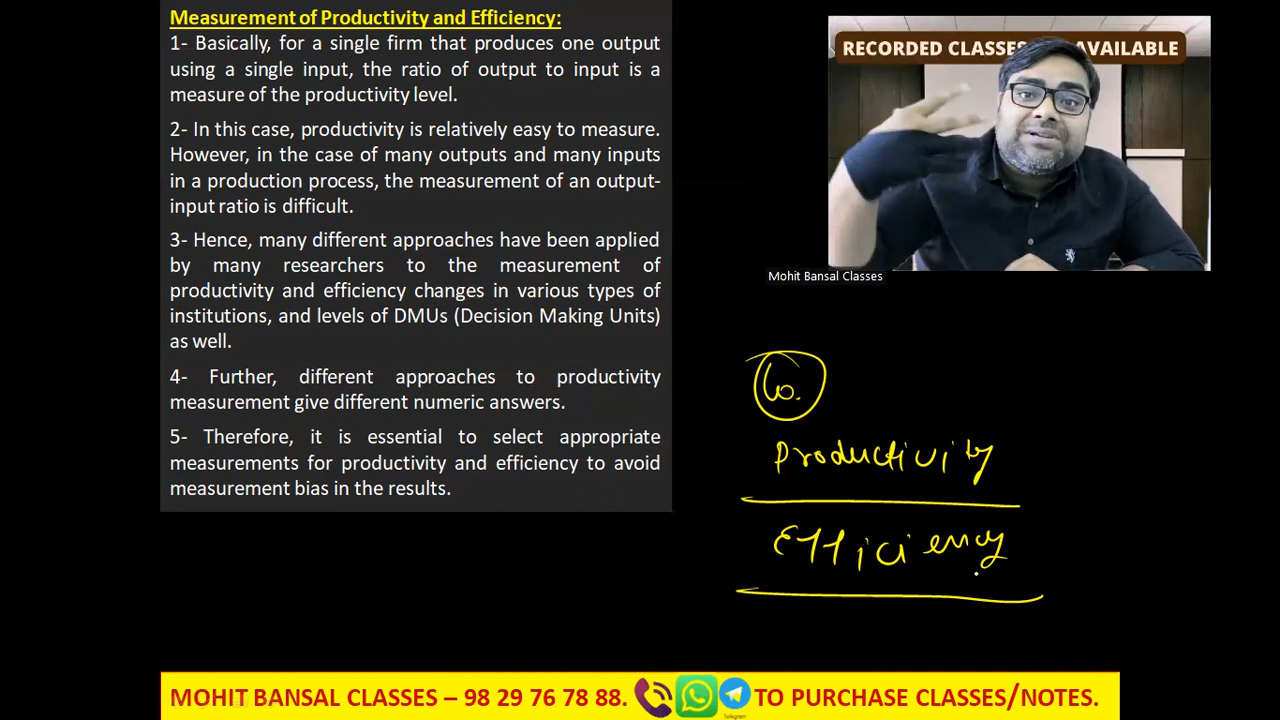 Measurement of Productivity and Efficiency:
1- Basically, for a single firm that produces one output
using a single input, the ratio of output to input is a
measure of the productivity level.
2- In this case, productivity is relatively easy to measure.
However, in the case of many outputs and many inputs
in a production process, the measurement of an output-
input ratio is difficult.
3- Hence, many different approaches have been applied
by many researchers to the measurement of
productivity and efficiency changes in various types of
institutions, and levels of DMUs (Decision Making Units)
as well.
4- Further, different approaches to productivity
measurement give different numeric answers.
5- Therefore, it is essential to select appropriate
measurements for productivity and efficiency to avoid
measurement bias in the results.
RECORDED CLASSES AVAILABLE
Mohit Bansal Classes
Productivity
Efficiency
MOHIT BANSAL CLASSES – 98 29 76 78 88. TO PURCHASE CLASSES/NOTES.
Telegram